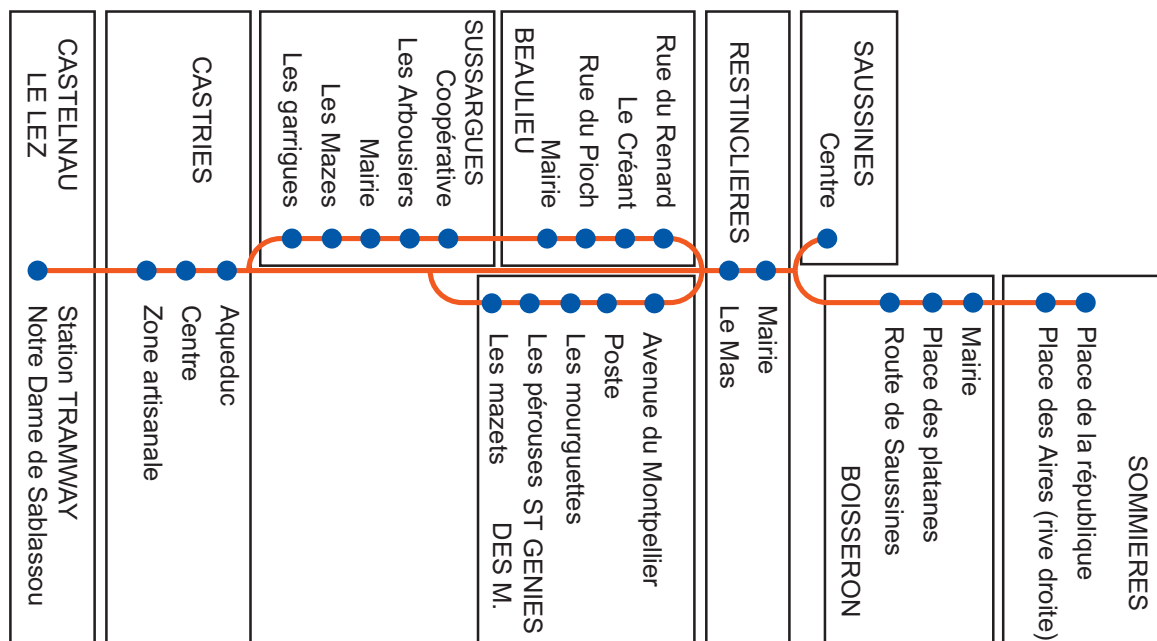 CASTELNAU
LE LEZ
Station TRAMWAY
Notre Dame de Sablassou
CASTRIES
Zone artisanale
Centre
Aqueduc
SUSSARGUES
Les garrigues
Les Mazes
Mairie
Les Arbousiers
Coopérative
BEAULIEU
Mairie
Rue du Pioch
Le Créant
Rue du Renard
ST GENIES
DES M.
Les mazets
Les pérouses
Les mourguettes
Poste
Avenue du Montpellier
RESTINCLIERES
Le Mas
Mairie
SAUSSINES
Centre
BOISSERON
Route de Saussines
Place des platanes
Mairie
SOMMIERES
Place des Aires (rive droite)
Place de la république